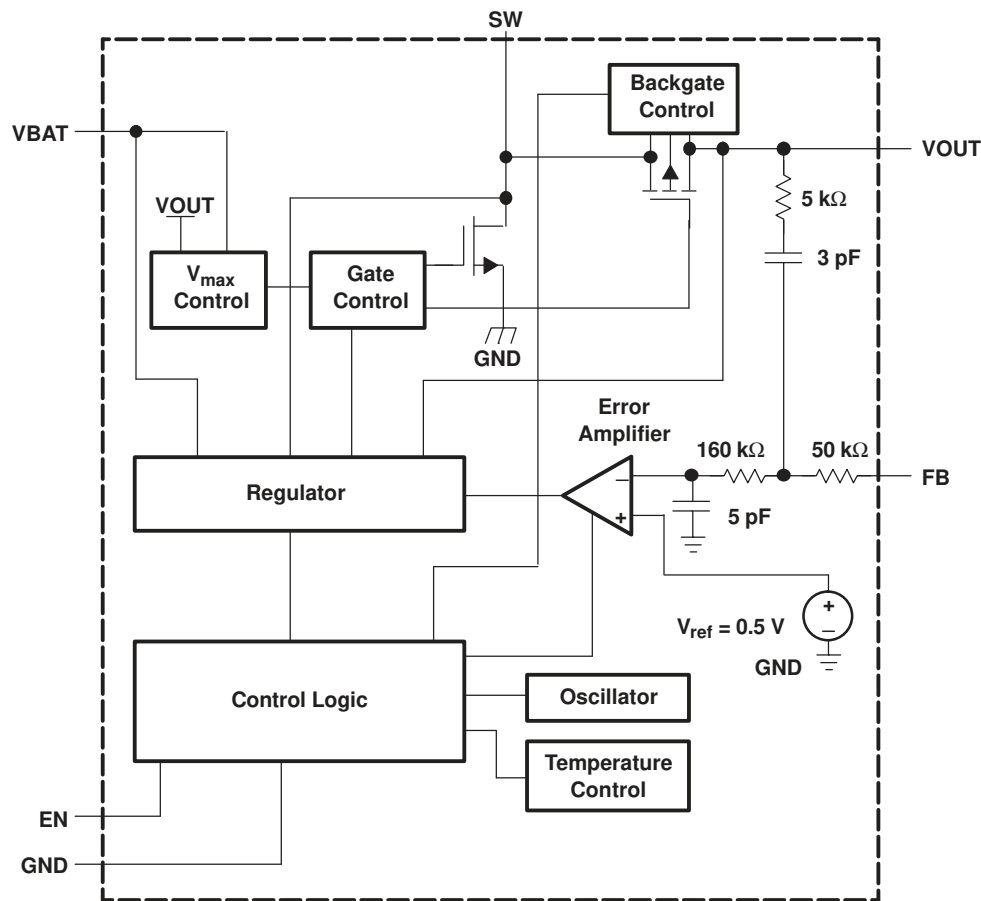 SW
Backgate
Control
VBAT
VOUT
VOUT
5 kΩ
3 pF
Vmax
Control
Gate
Control
GND
Error
Amplifier
160 kΩ
50 kΩ
Regulator
−
+
FB
5 pF
Vref = 0.5 V
+
−
GND
Control Logic
Oscillator
Temperature
Control
EN
GND